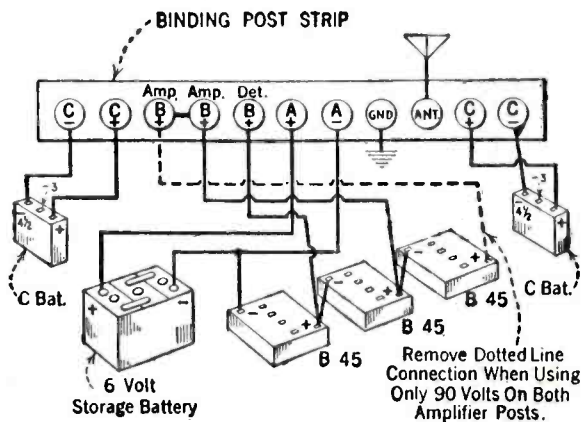 BINDING POST STRIP
Amp. Amp. Det.
C C B B B A A GND ANT. C C
- + + + + + - + -
-3
4½ +
C Bat.
-3
4½ +
C Bat.
+ -
+
+
+
B 45
B 45
B 45
6 Volt
Storage Battery
Remove Dotted Line
Connection When Using
Only 90 Volts On Both
Amplifier Posts.